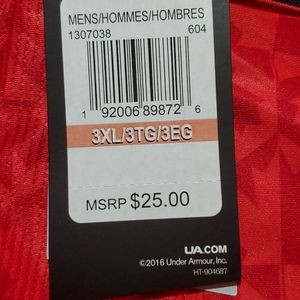 MENS/HOMMES/HOMBRES
1307038 604
1 92006 89872 6
3XL/3TG/3EG
MSRP $25.00
UA.COM
©2016 Under Armour, Inc.
HT-904687